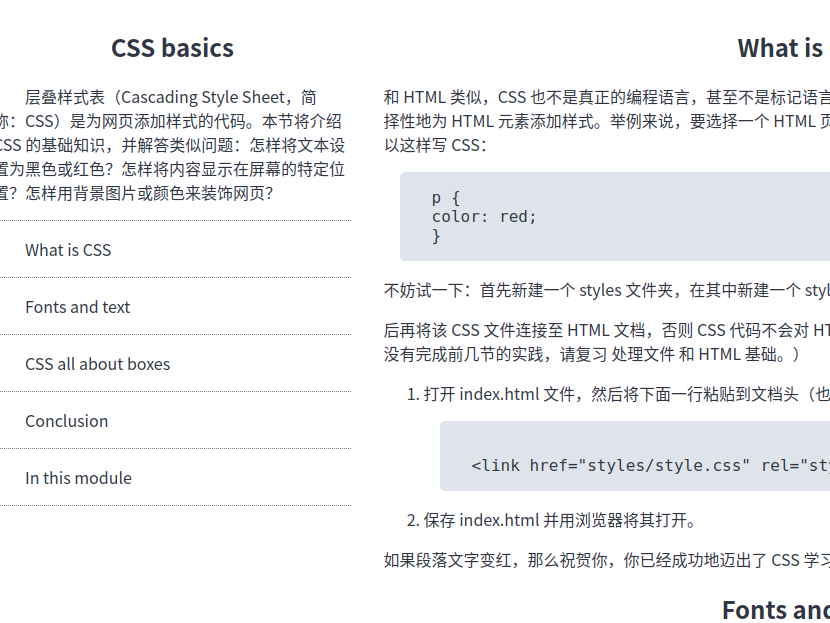 CSS basics
层叠样式表（Cascading Style Sheet，简
称：CSS）是为网页添加样式的代码。本节将介绍
CSS 的基础知识，并解答类似问题：怎样将文本设
置为黑色或红色？怎样将内容显示在屏幕的特定位
置？怎样用背景图片或颜色来装饰网页？
What is CSS
Fonts and text
CSS all about boxes
Conclusion
In this module
What is
和 HTML 类似，CSS 也不是真正的编程语言，甚至不是标记语言
择性地为 HTML 元素添加样式。举例来说，要选择一个 HTML
以这样写 CSS：
p {
color: red;
}
不妨试一下：首先新建一个 styles 文件夹，在其中新建一个
后再将该 CSS 文件连接至 HTML 文档，否则 CSS 代码不会对
没有完成前几节的实践，请复习 处理文件 和 HTML 基础。）
1. 打开 index.html 文件，然后将下面一行粘贴到文档头（也
<link href="styles/style.css" rel="sty
2. 保存 index.html 并用浏览器将其打开。
如果段落文字变红，那么祝贺你，你已经成功地迈出了 CSS 学
Fonts and